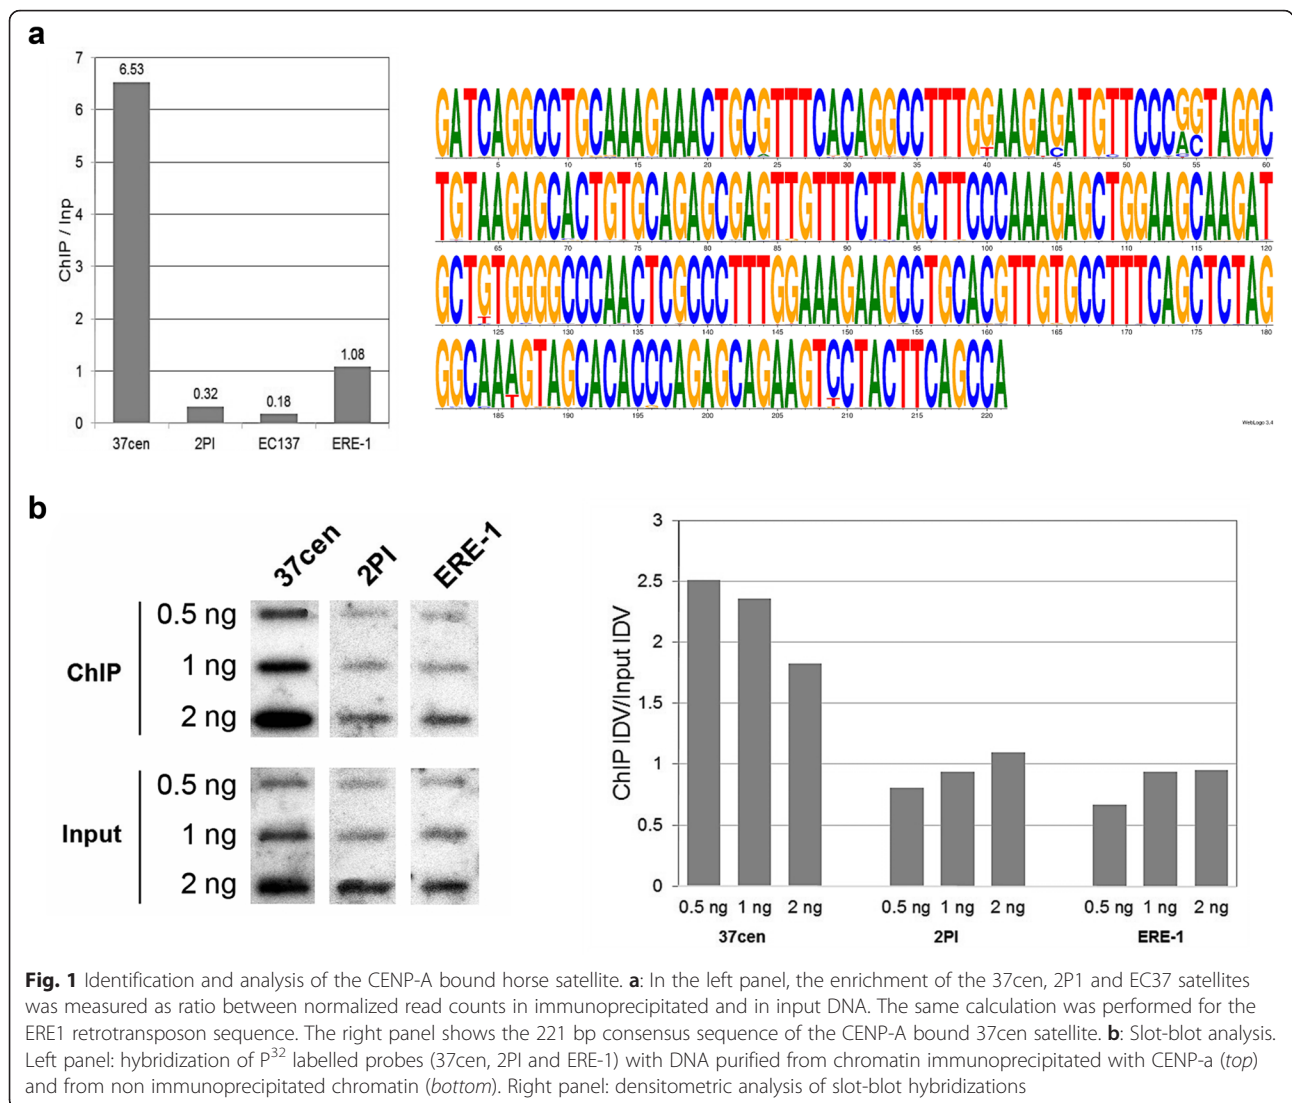 a
7
6
5
4
3
2
1
0
ChIP / Inp
6.53
0.32
0.18
1.08
37cen 2PI EC137 ERE-1
GATCAGGCCTGCAAAGAAACTGCGTTTCACAGGCCTTTGGAAGAGATGTTCCCGGTAGGC
T C A C
5 10 15 20 25 30 35 40 45 50 55 60
TGTAAGAGCACTGTGCAGAGCGAGTTGTTTCTTAGCTTCCCAAAGAGCTGGAAGCAAGAT
65 70 75 80 85 90 95 100 105 110 115 120
GCTGTGGGGCCCAACTCGCCCTTTGGAAAGAAGCCTGCACGTTGTGCCTTTCAGCTCTAG
T
125 130 135 140 145 150 155 160 165 170 175 180
GGCAAAGTAGCACACCCAGAGCAGAAGTCCTACTTCAGCCA
T T
185 190 195 200 205 210 215 220
WebLogo 3.4
b
37cen 2PI ERE-1
ChIP
0.5 ng
1 ng
2 ng
Input
0.5 ng
1 ng
2 ng
3
2.5
2
1.5
1
0.5
0
ChIP IDV/Input IDV
0.5 ng 1 ng 2 ng 0.5 ng 1 ng 2 ng 0.5 ng 1 ng 2 ng
37cen 2PI ERE-1
Fig. 1 Identification and analysis of the CENP-A bound horse satellite. a: In the left panel, the enrichment of the 37cen, 2P1 and EC37 satellites
was measured as ratio between normalized read counts in immunoprecipitated and in input DNA. The same calculation was performed for the
ERE1 retrotransposon sequence. The right panel shows the 221 bp consensus sequence of the CENP-A bound 37cen satellite. b: Slot-blot analysis.
Left panel: hybridization of P32 labelled probes (37cen, 2PI and ERE-1) with DNA purified from chromatin immunoprecipitated with CENP-a (top)
and from non immunoprecipitated chromatin (bottom). Right panel: densitometric analysis of slot-blot hybridizations